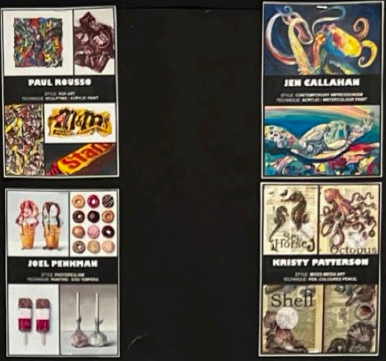 PAUL ROUSSO
STYLE: POP ART
TECHNIQUE: SCULPTING / ACRYLIC PAINT
m&m's
JEN CALLAHAN
STYLE: CONTEMPORARY IMPRESSIONISM
TECHNIQUE: ACRYLIC / WATERCOLOUR PAINT
JOEL PENKMAN
STYLE: PHOTOREALISM
TECHNIQUE: PAINTING - EGG TEMPERA
Sea
Horse
Octopus
KRISTY PATTERSON
STYLE: MIXED MEDIA ART
TECHNIQUE: PEN / COLOURED PENCIL
Shell